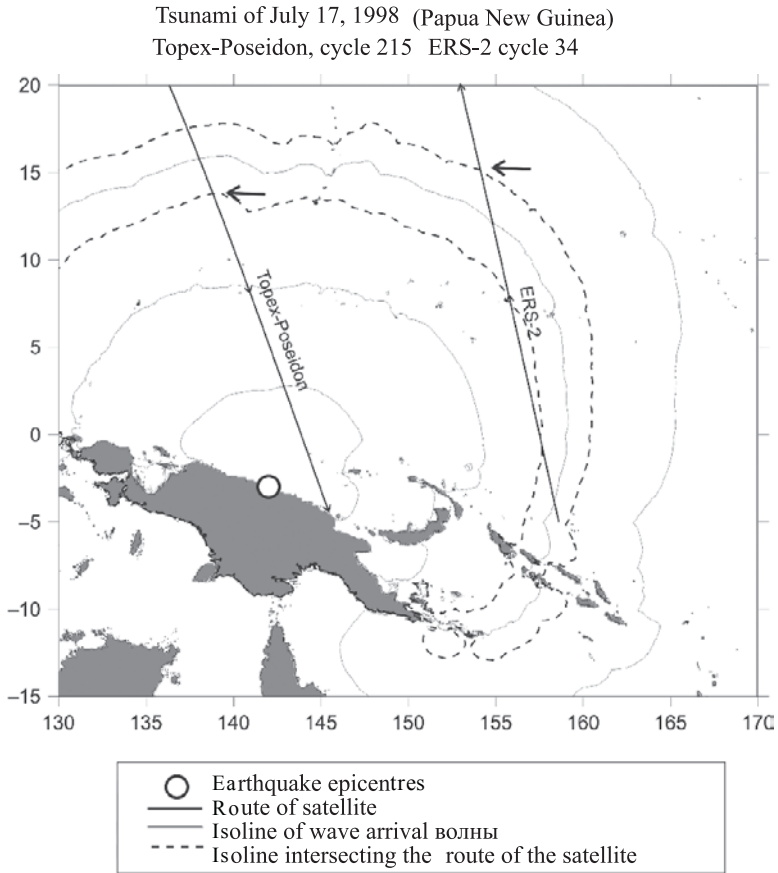 Tsunami of July 17, 1998 (Papua New Guinea)
Topex-Poseidon, cycle 215 ERS-2 cycle 34
20
15
10
5
0
–5
–10
–15
130 135 140 145 150 155 160 165 170
Topex-Poseidon
ERS-2
Earthquake epicentres
Route of satellite
Isoline of wave arrival волны
Isoline intersecting the route of the satellite